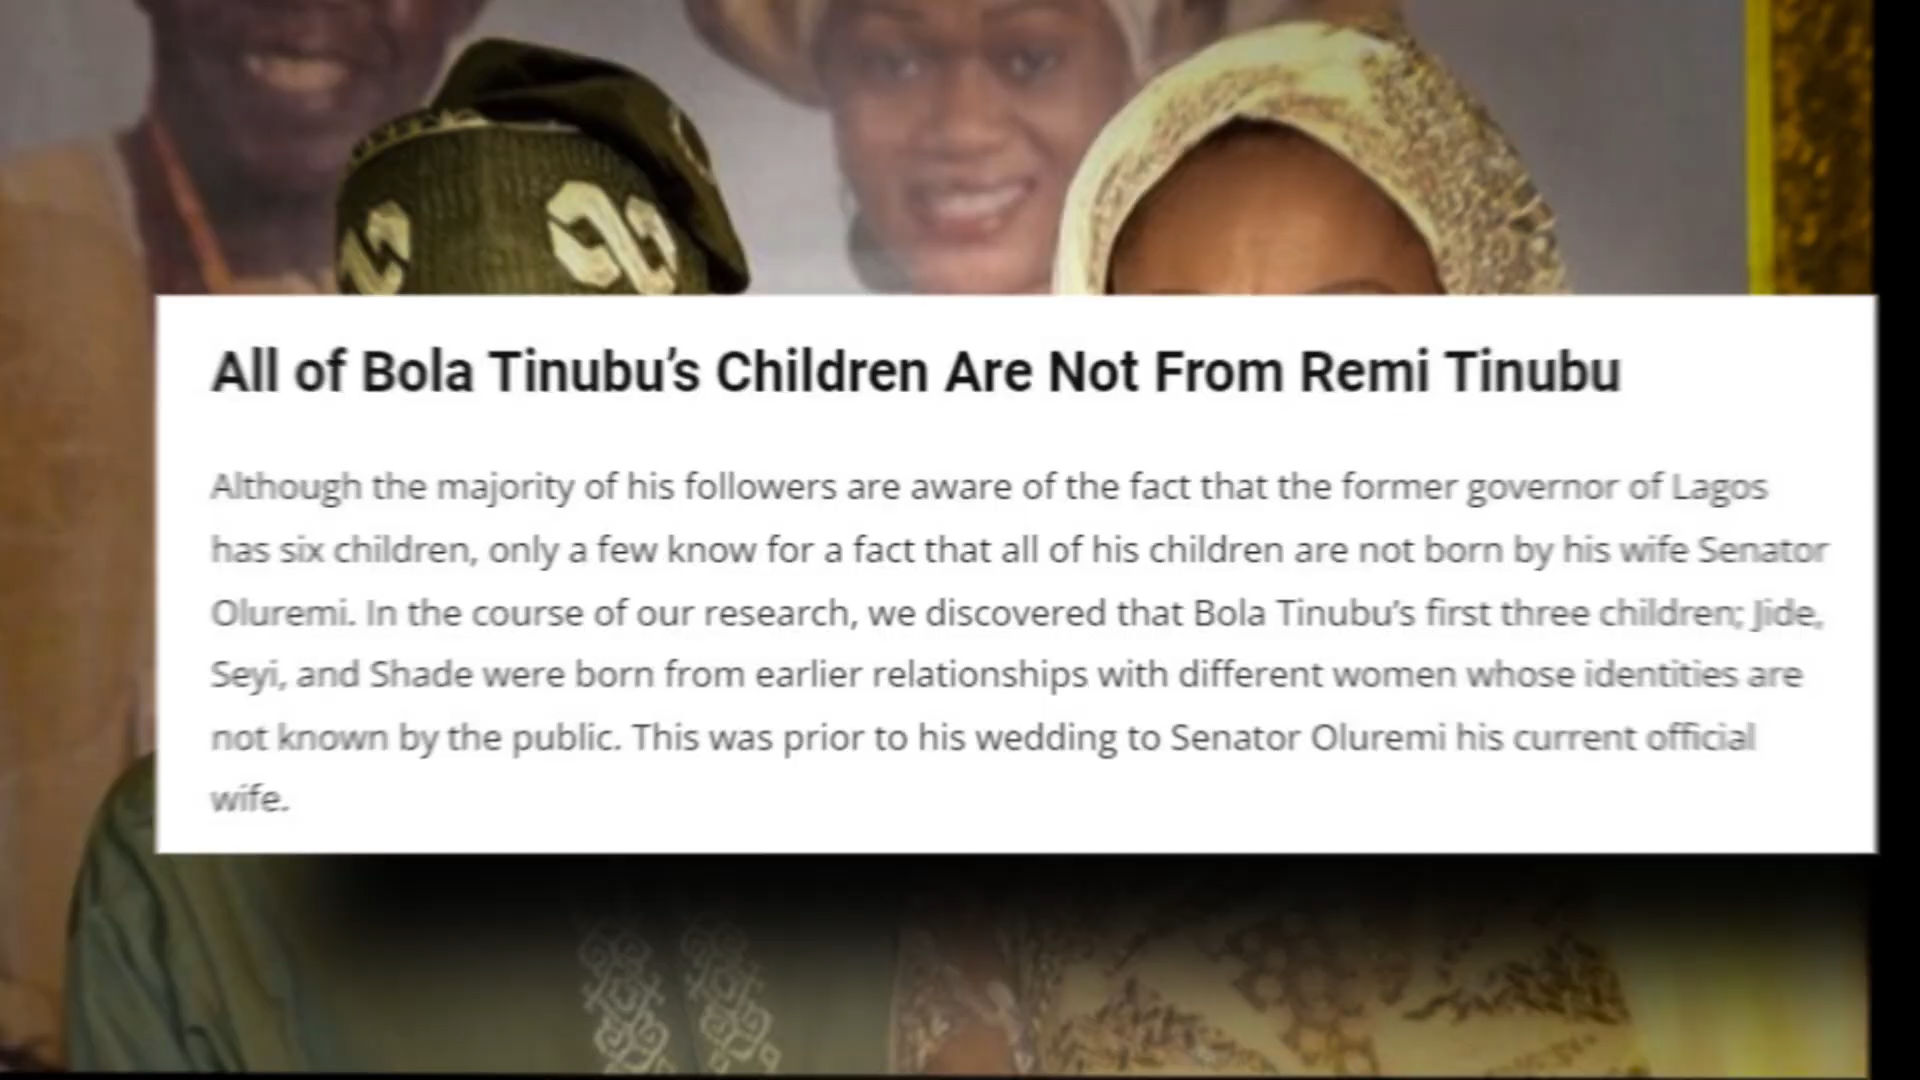 All of Bola Tinubu's Children Are Not From Remi Tinubu
Although the majority of his followers are aware of the fact that the former governor of Lagos
has six children, only a few know for a fact that all of his children are not born by his wife Senator
Oluremi. In the course of our research, we discovered that Bola Tinubu's first three children; Jide,
Seyi, and Shade were born from earlier relationships with different women whose identities are
not known by the public. This was prior to his wedding to Senator Oluremi his current official
wife.